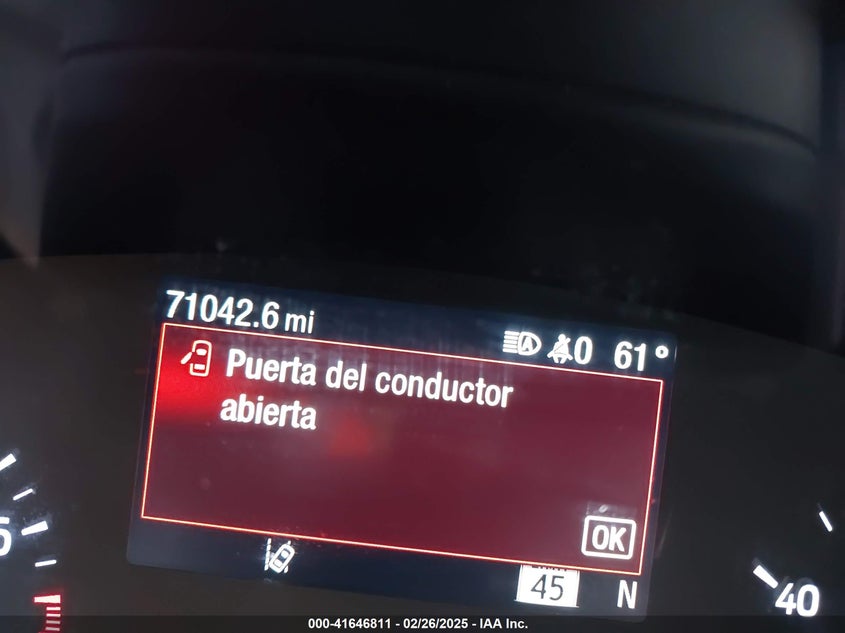 71042.6 mi
0 61°
Puerta del conductor
abierta
OK
45 N
5
40
000-41646811 - 02/26/2025 - IAA Inc.